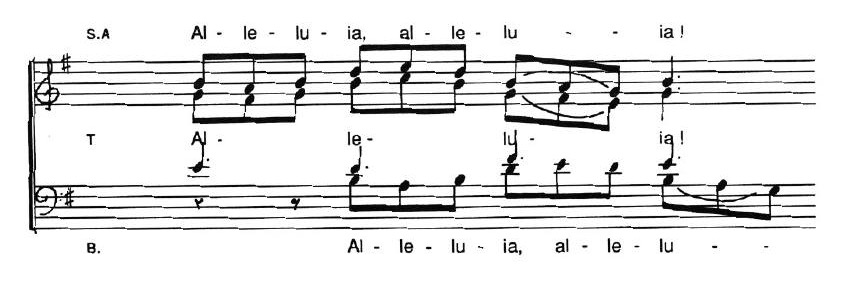 S.A Al - le - lu - ia, al - le - lu - - ia!
T Al - le - lu - ia!
B. Al - le - lu - ia, al - le - lu - -